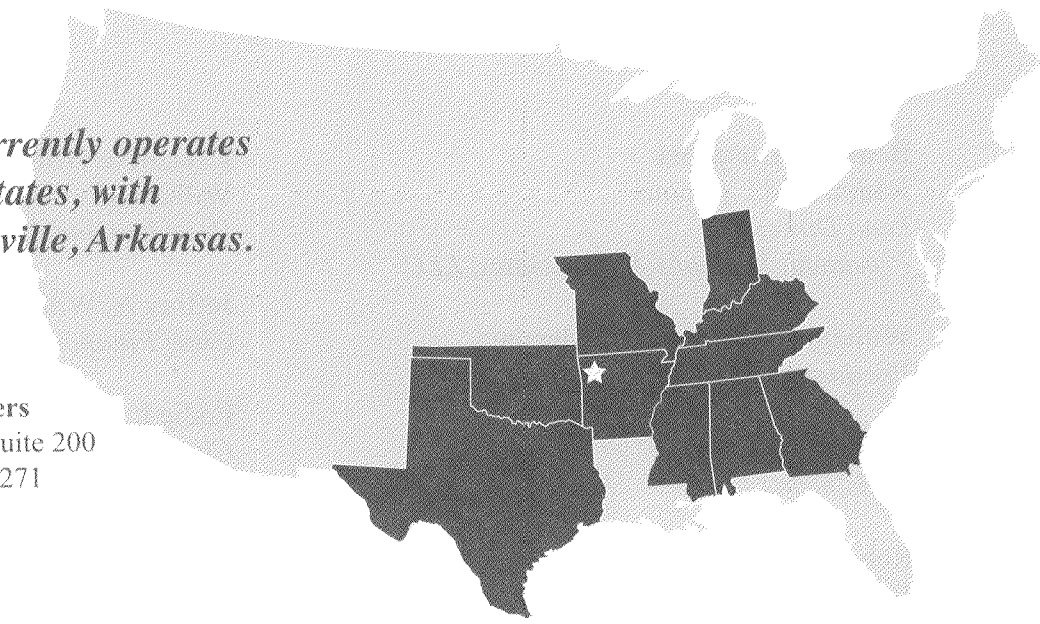 rrently operates
tates, with
ville, Arkansas.
ers
uite 200
271